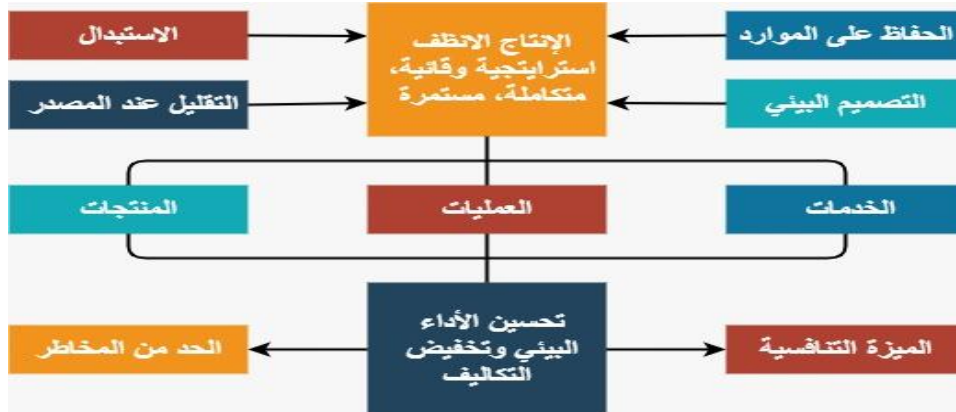 الحفاظ على الموارد
الإنتاج الانظف
استرايتجية وقائية،
متكاملة، مستمرة
الاستبدال
التصميم البيئي
التقليل عند المصدر
الخدمات
العمليات
المنتجات
الميزة التنافسية
تحسين الأداء
البيئي وتخفيض
التكاليف
الحد من المخاطر